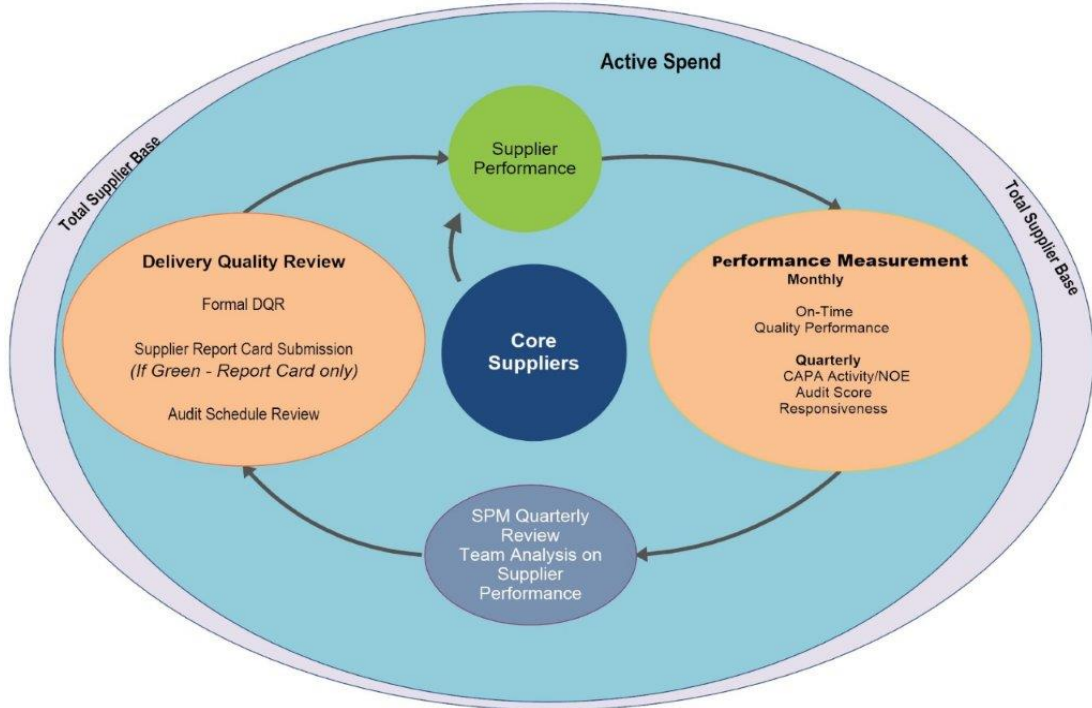 Active Spend
Total Supplier Base
Total Supplier Base
Supplier
Performance
Delivery Quality Review
Formal DQR
Supplier Report Card Submission
(If Green - Report Card only)
Audit Schedule Review
Core
Suppliers
Performance Measurement
Monthly
On-Time
Quality Performance
Quarterly
CAPA Activity/NOE
Audit Score
Responsiveness
SPM Quarterly
Review
Team Analysis on
Supplier
Performance